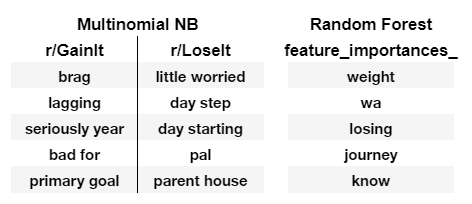 Multinomial NB Random Forest
r/GainIt r/LoseIt feature_importances_
brag little worried weight
lagging day step wa
seriously year day starting losing
bad for pal journey
primary goal parent house know